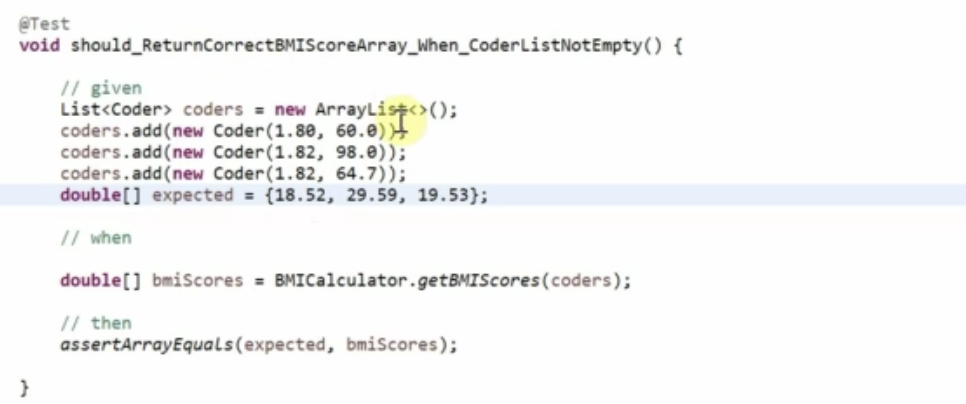 @Test
void should_ReturnCorrectBMIScoreArray_When_CoderListNotEmpty() {
// given
List<Coder> coders = new ArrayList<>();
coders.add(new Coder(1.80, 60.0));
coders.add(new Coder(1.82, 98.0));
coders.add(new Coder(1.82, 64.7));
double[] expected = {18.52, 29.59, 19.53};
// when
double[] bmiScores = BMICalculator.getBMIScores(coders);
// then
assertArrayEquals(expected, bmiScores);
}